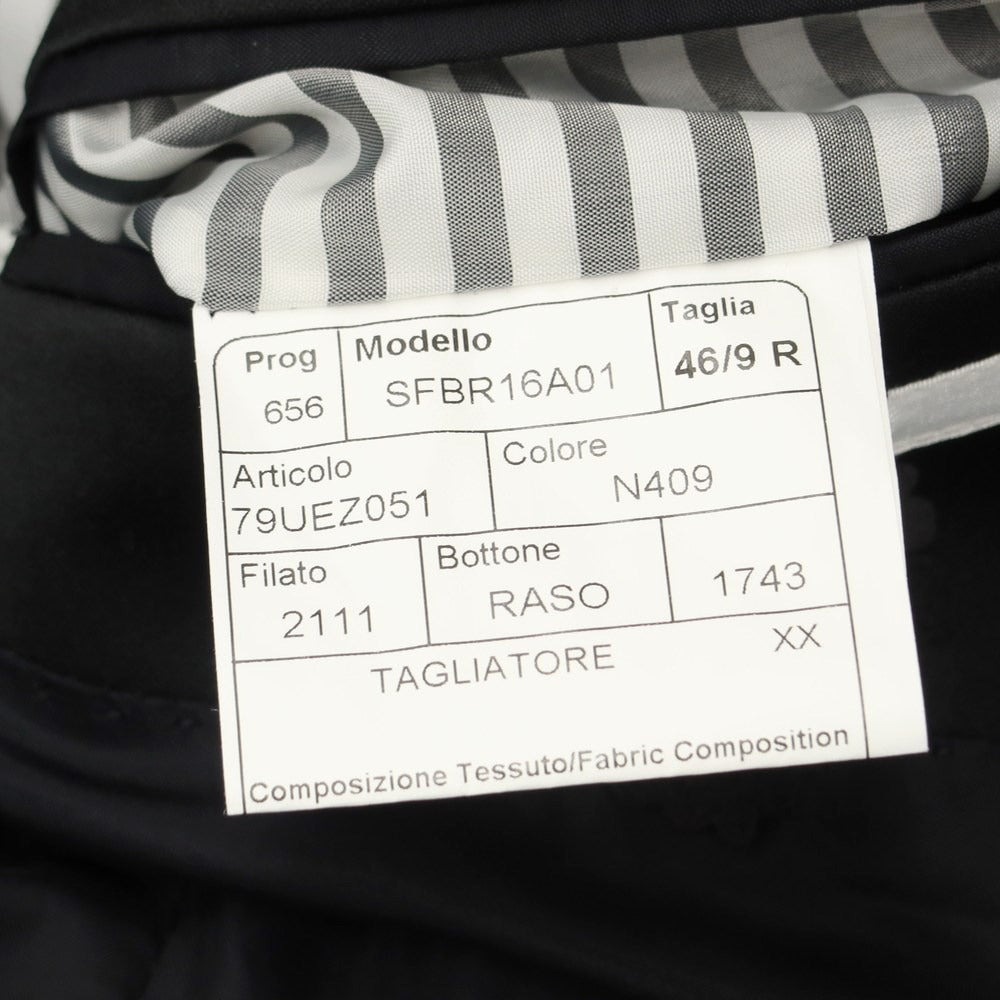 Prog
656
Modello
SFBR16A01
Taglia
46/9 R
Articolo
79UEZ051
Colore
N409
Filato
2111
Bottone
RASO
1743
TAGLIATORE
XX
Composizione Tessuto/Fabric Composition